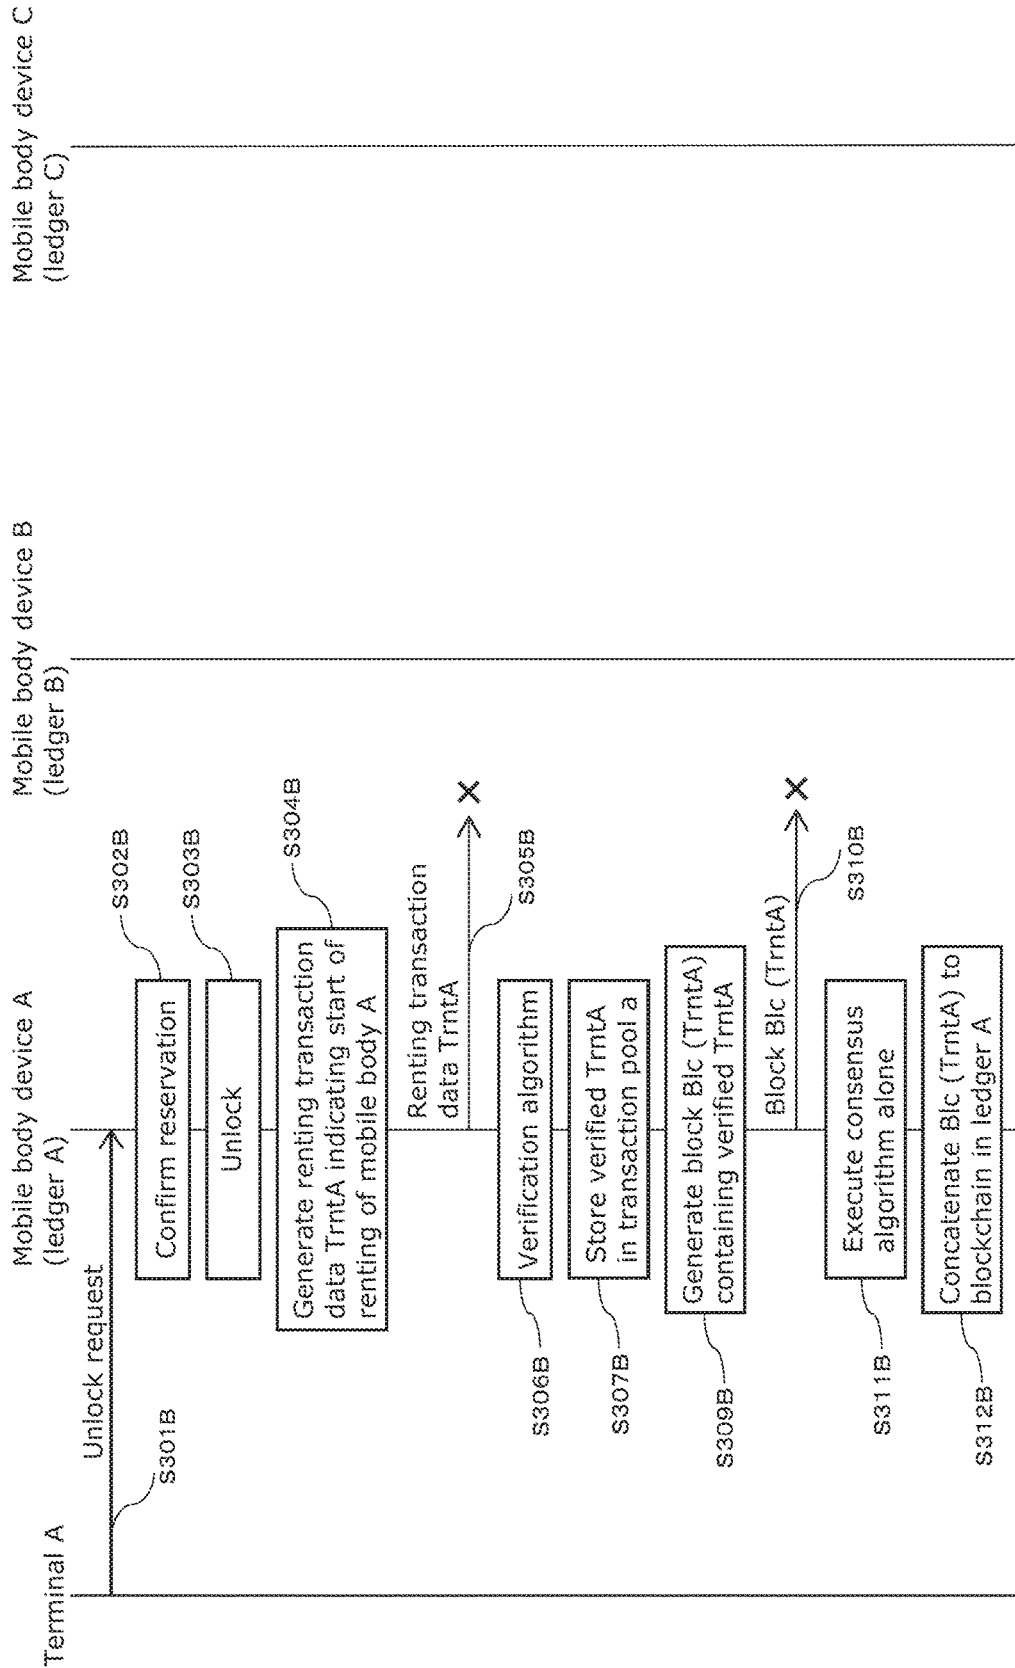 Terminal A
Mobile body device A
(ledger A)
Mobile body device B
(ledger B)
Mobile body device C
(ledger C)
Unlock request
S301B
Confirm reservation
S302B
Unlock
S303B
Generate renting transaction
data TrntA indicating start of
renting of mobile body A
S304B
Renting transaction
data TrntA
S305B
Verification algorithm
S306B
Store verified TrntA
in transaction pool a
S307B
Generate block Blc (TrntA)
containing verified TrntA
S309B
Block Blc (TrntA)
S310B
Execute consensus
algorithm alone
S311B
Concatenate Blc (TrntA) to
blockchain in ledger A
S312B